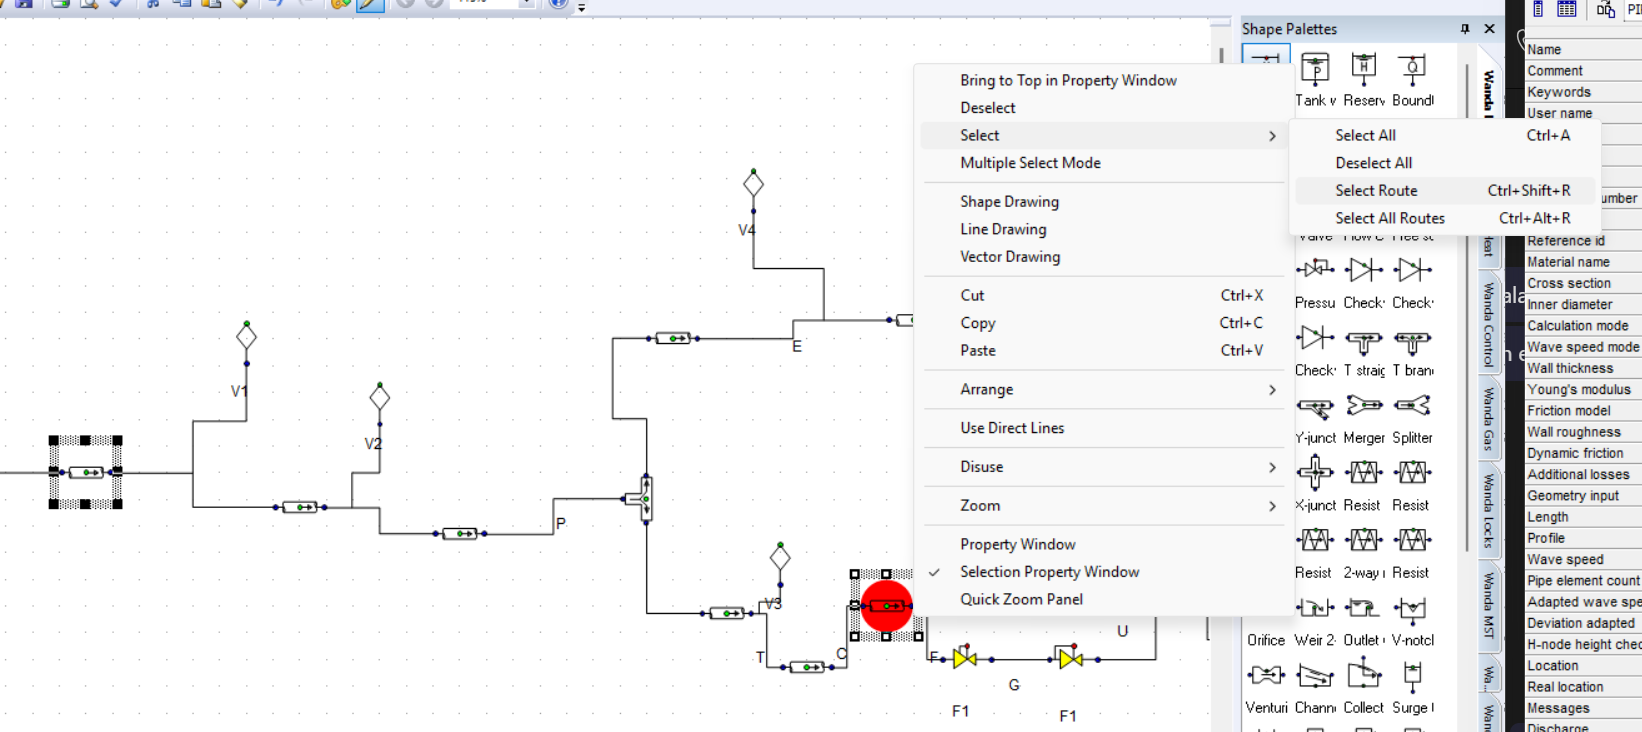 Shape Palettes
Tank v
Reserv
Bound
Bring to Top in Property Window
Deselect
Select
Multiple Select Mode
Shape Drawing
Line Drawing
Vector Drawing
Cut Ctrl+X
Copy Ctrl+C
Paste Ctrl+V
Arrange
Use Direct Lines
Disuse
Zoom
Property Window
Selection Property Window
Quick Zoom Panel
Select All Ctrl+A
Deselect All
Select Route Ctrl+Shift+R
Select All Routes Ctrl+Alt+R
V4
V1
E
V2
P
V3
T
C
F
U
G
F1
F1
Pressu
Check
Check
Check
T straig
T bran
Y-junct
Merger
Splitter
X-junct
Resist
Resist
Resist
2-way
Resist
Orifice
Weir 2-
Outlet
V-notcl
Venturi
Chann
Collect
Surge
Wanda
eat
Wanda Control
Wanda Gas
Wanda Locks
Wanda MST
Wa...
Wan
PI
Name
Comment
Keywords
User name
umber
Reference id
Material name
Cross section
Inner diameter
Calculation mode
Wave speed mode
Wall thickness
Young's modulus
Friction model
Wall roughness
Dynamic friction
Additional losses
Geometry input
Length
Profile
Wave speed
Pipe element count
Adapted wave spe
Deviation adapted
H-node height chec
Location
Real location
Messages
Discharge